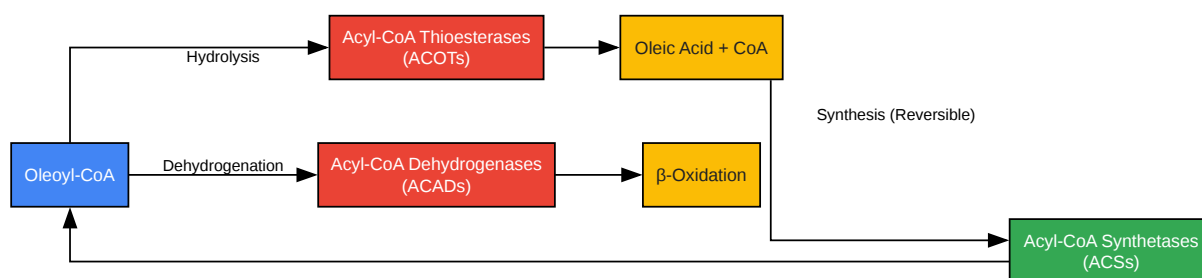 Acyl-CoA Thioesterases
(ACOTs)
Oleic Acid + CoA
Hydrolysis
Synthesis (Reversible)
Oleoyl-CoA
Dehydrogenation
Acyl-CoA Dehydrogenases
(ACADs)
β-Oxidation
Acyl-CoA Synthetases
(ACSs)